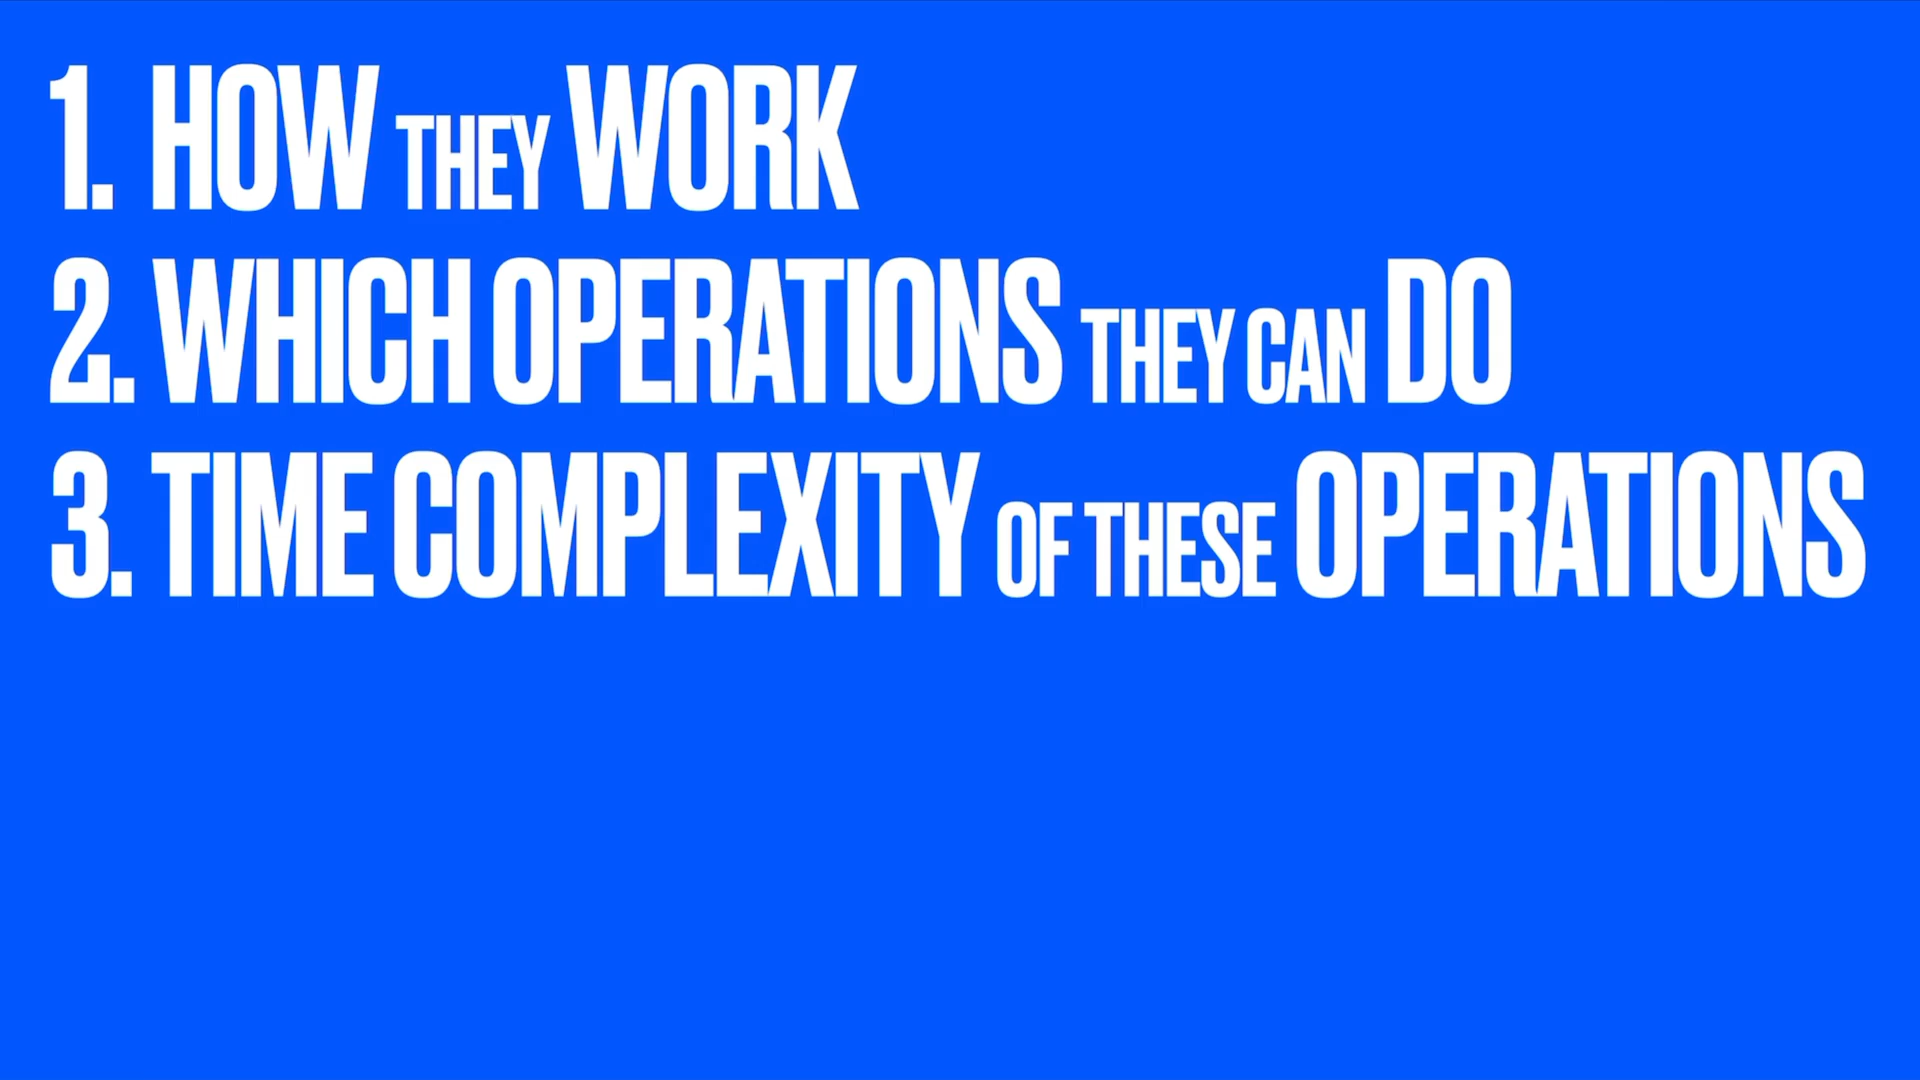 1. HOW THEY WORK
2. WHICH OPERATIONS THEY CAN DO
3. TIME COMPLEXITY OF THESE OPERATIONS